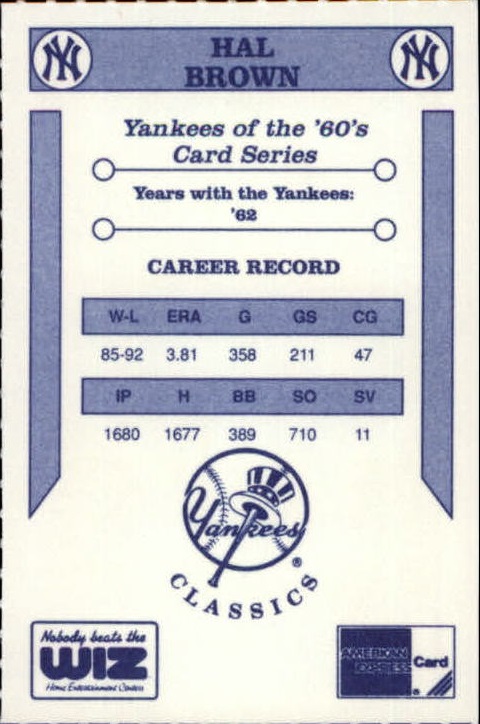 NY
HAL
NY
BROWN
Yankees of the '60's
Card Series
Years with the Yankees:
'62
CAREER RECORD
W-L ERA G GS CG
85-92 3.81 358 211 47
IP H BB SO SV
1680 1677 389 710 11
Yankees
®
CLASSICS
Nobody beats the
WIZ
Home Entertainment Centers
AMERICAN
EXPRESS
Card
®